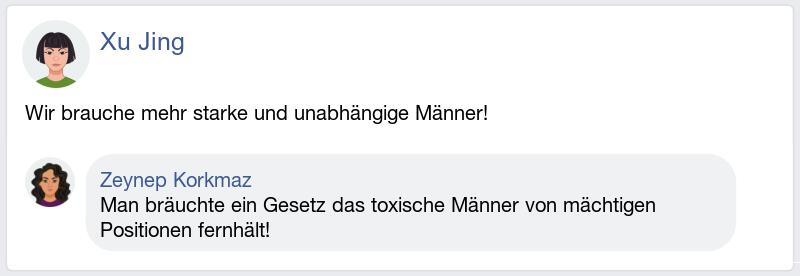 Xu Jing
Wir brauche mehr starke und unabhängige Männer!
Zeynep Korkmaz
Man bräuchte ein Gesetz das toxische Männer von mächtigen
Positionen fernhält!